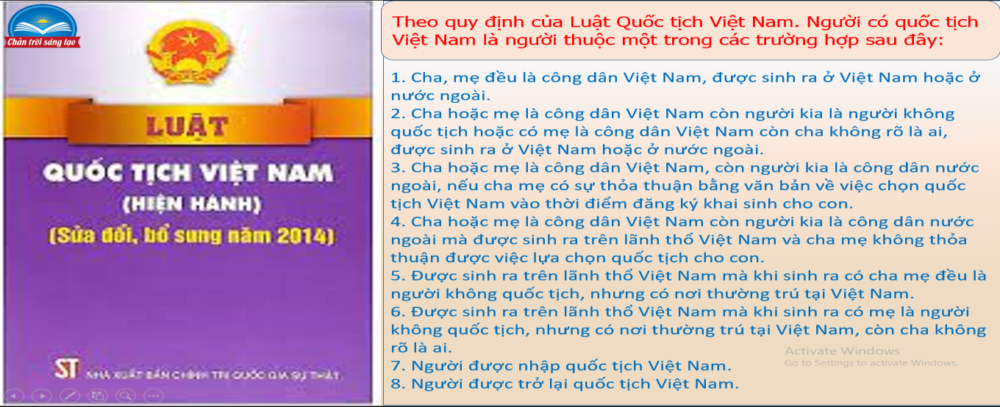 Chân trời sáng tạo
LUẬT
QUỐC TỊCH VIỆT NAM
(HIỆN HÀNH)
(Sửa đổi, bổ sung năm 2014)
ST NHÀ XUẤT BẢN CHÍNH TRỊ QUỐC GIA SỰ THẬT
Theo quy định của Luật Quốc tịch Việt Nam. Người có quốc tịch
Việt Nam là người thuộc một trong các trường hợp sau đây:
1. Cha, mẹ đều là công dân Việt Nam, được sinh ra ở Việt Nam hoặc ở
nước ngoài.
2. Cha hoặc mẹ là công dân Việt Nam còn người kia là người không
quốc tịch hoặc có mẹ là công dân Việt Nam còn cha không rõ là ai,
được sinh ra ở Việt Nam hoặc ở nước ngoài.
3. Cha hoặc mẹ là công dân Việt Nam, còn người kia là công dân nước
ngoài, nếu cha mẹ có sự thỏa thuận bằng văn bản về việc chọn quốc
tịch Việt Nam vào thời điểm đăng ký khai sinh cho con.
4. Cha hoặc mẹ là công dân Việt Nam còn người kia là công dân nước
ngoài mà được sinh ra trên lãnh thổ Việt Nam và cha mẹ không thỏa
thuận được việc lựa chọn quốc tịch cho con.
5. Được sinh ra trên lãnh thổ Việt Nam mà khi sinh ra có cha mẹ đều là
người không quốc tịch, nhưng có nơi thường trú tại Việt Nam.
6. Được sinh ra trên lãnh thổ Việt Nam mà khi sinh ra có mẹ là người
không quốc tịch, nhưng có nơi thường trú tại Việt Nam, còn cha không
rõ là ai.
7. Người được nhập quốc tịch Việt Nam.
8. Người được trở lại quốc tịch Việt Nam.
Activate Windows
Go to Settings to activate Windows.